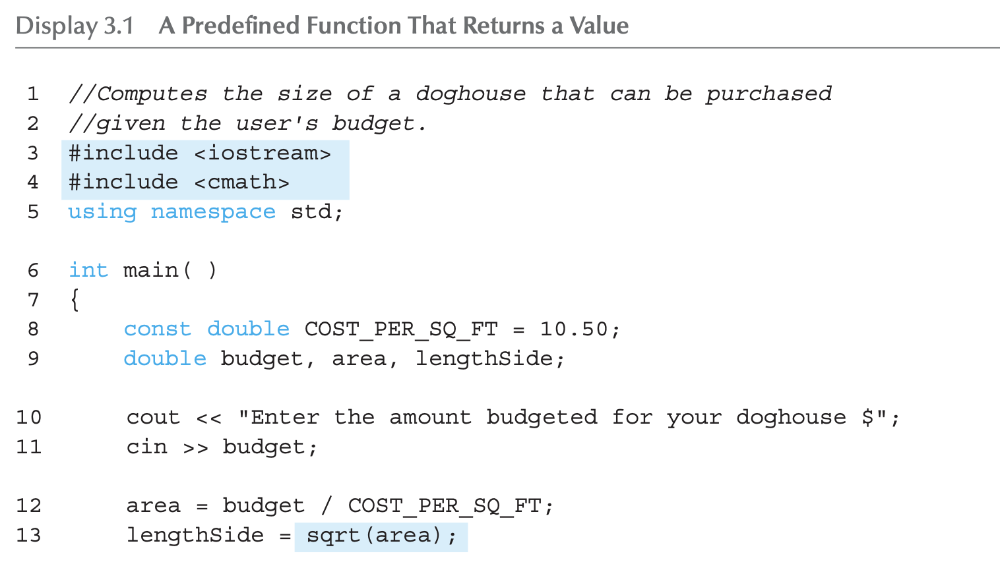 Display 3.1 A Predefined Function That Returns a Value
1 //Computes the size of a doghouse that can be purchased
2 //given the user's budget.
3 #include <iostream>
4 #include <cmath>
5 using namespace std;
6 int main( )
7 {
8 const double COST_PER_SQ_FT = 10.50;
9 double budget, area, lengthSide;
10 cout << "Enter the amount budgeted for your doghouse $";
11 cin >> budget;
12 area = budget / COST_PER_SQ_FT;
13 lengthSide = sqrt(area);